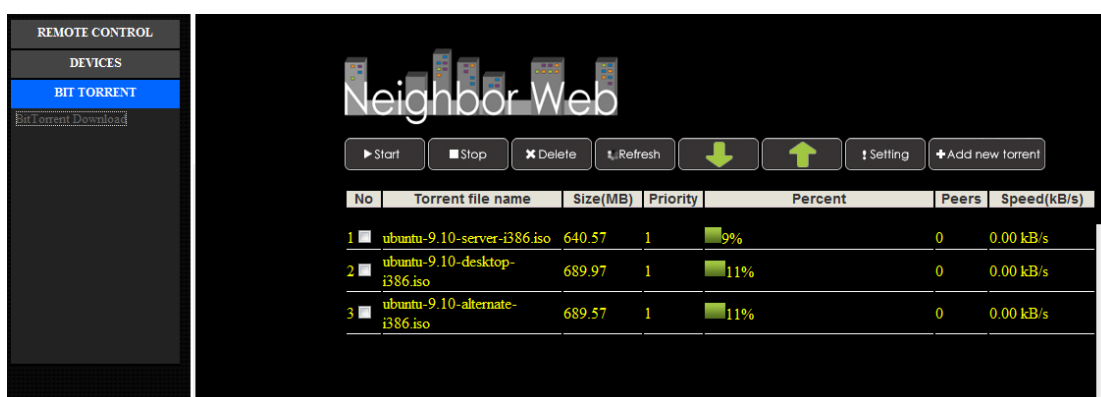 REMOTE CONTROL
DEVICES
BIT TORRENT
BitTorrent Download
Neighbor Web
Start Stop Delete Refresh Setting Add new torrent
No Torrent file name Size(MB) Priority Percent Peers Speed(kB/s)
1 ubuntu-9.10-server-i386.iso 640.57 1 9% 0 0.00 kB/s
2 ubuntu-9.10-desktop-
i386.iso 689.97 1 11% 0 0.00 kB/s
3 ubuntu-9.10-alternate-
i386.iso 689.57 1 11% 0 0.00 kB/s